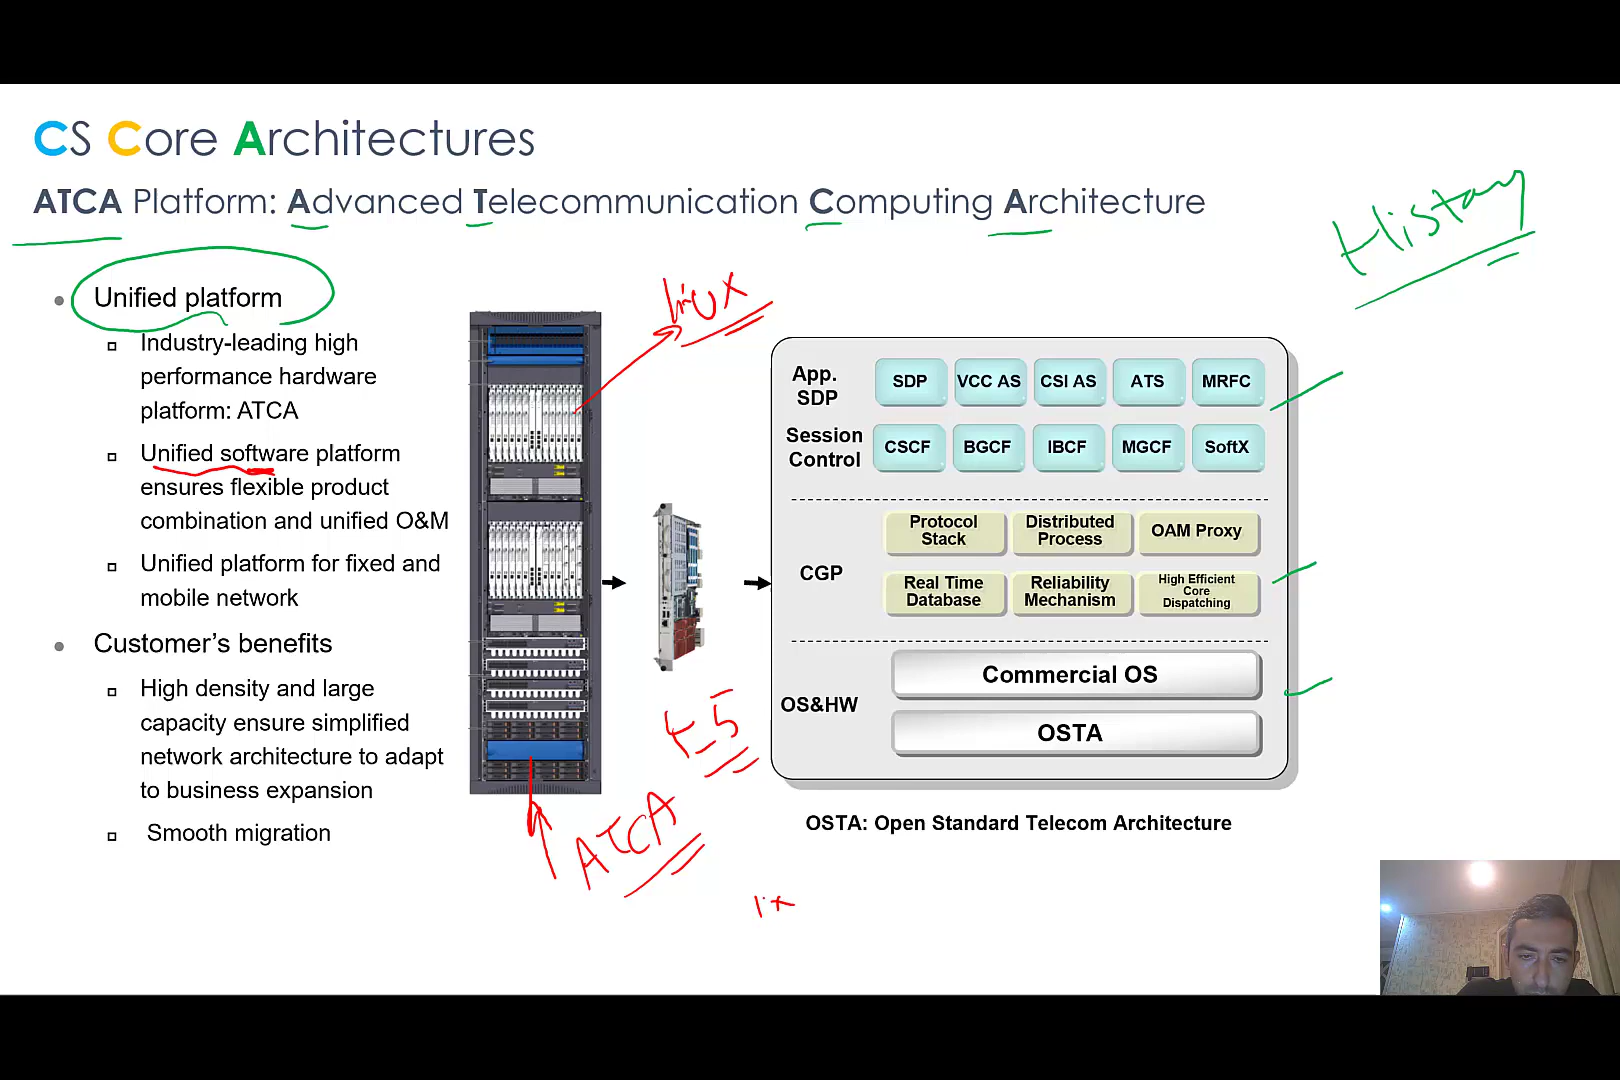 CS Core Architectures
ATCA Platform: Advanced Telecommunication Computing Architecture
History
Unified platform
Industry-leading high
performance hardware
platform: ATCA
Unified software platform
ensures flexible product
combination and unified O&M
Unified platform for fixed and
mobile network
Customer's benefits
High density and large
capacity ensure simplified
network architecture to adapt
to business expansion
Smooth migration
ATCA
App.
SDP
SDP
VCC AS
CSI AS
ATS
MRFC
Session
Control
CSCF
BGCF
IBCF
MGCF
SoftX
CGP
Protocol
Stack
Distributed
Process
OAM Proxy
Real Time
Database
Reliability
Mechanism
High Efficient
Core
Dispatching
OS&HW
Commercial OS
OSTA
OSTA: Open Standard Telecom Architecture